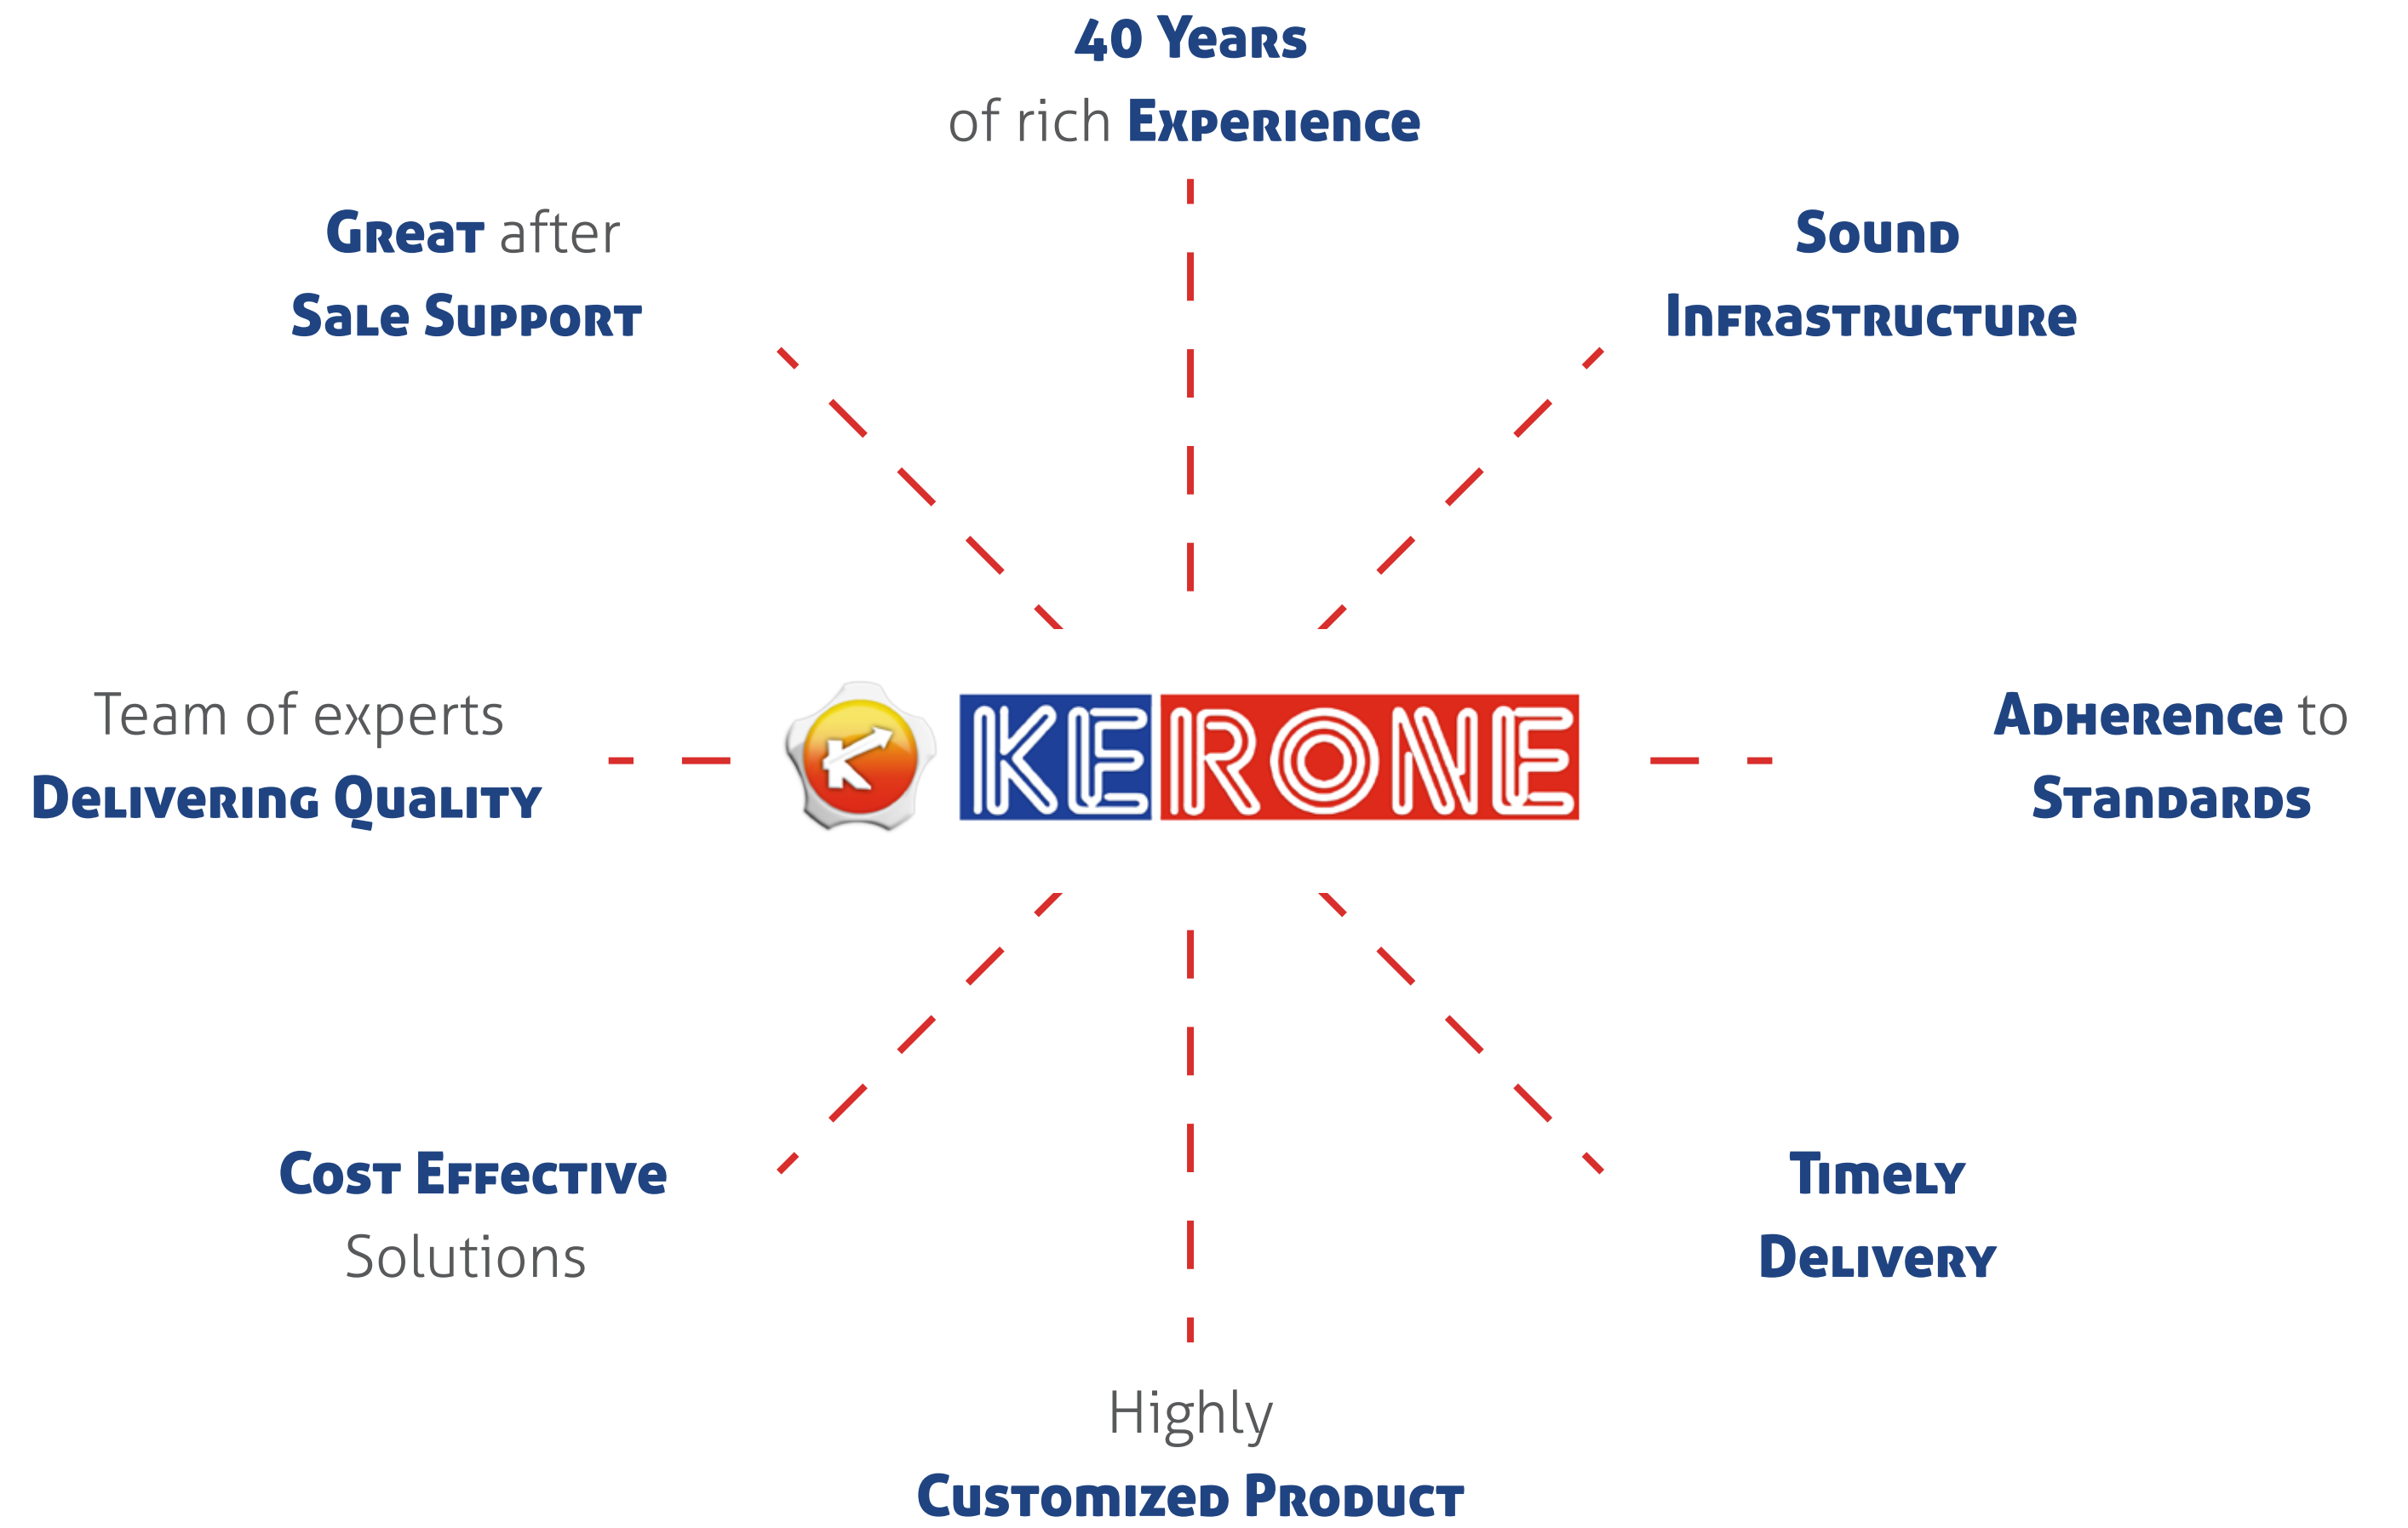 40 Years
of rich Experience
Great after
Sale Support
Sound
Infrastructure
Team of experts
Delivering Quality
K KERONE
Adherence to
Standards
Cost Effective
Solutions
Timely
Delivery
Highly
Customized Product